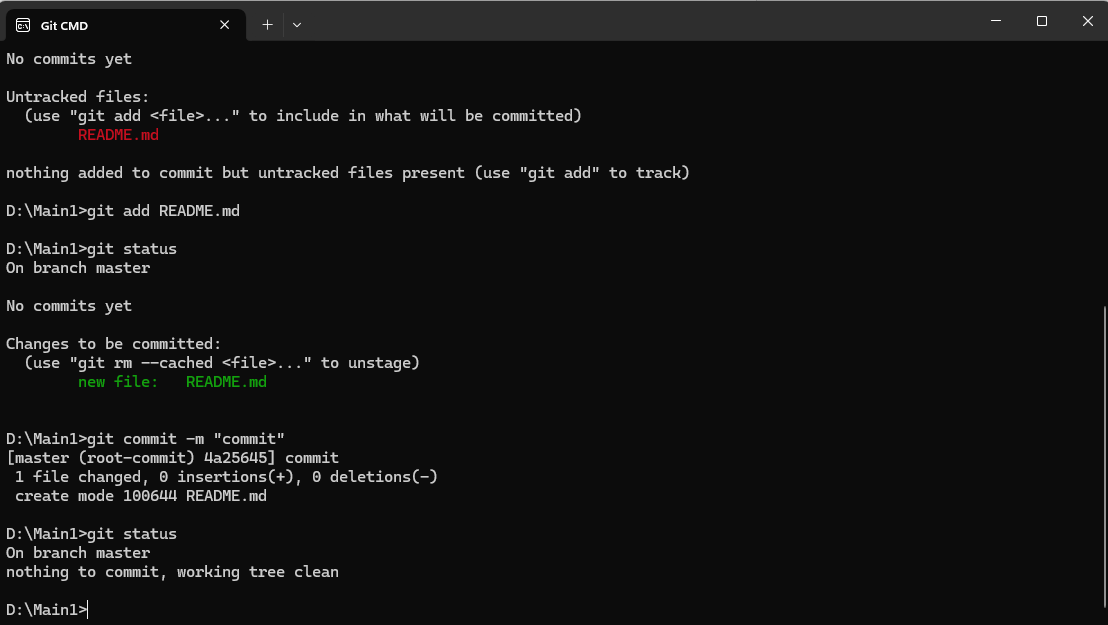 Git CMD
No commits yet
Untracked files:
(use "git add <file>..." to include in what will be committed)
README.md
nothing added to commit but untracked files present (use "git add" to track)
D:\Main1>git add README.md
D:\Main1>git status
On branch master
No commits yet
Changes to be committed:
(use "git rm --cached <file>..." to unstage)
new file:   README.md
D:\Main1>git commit -m "commit"
[master (root-commit) 4a25645] commit
1 file changed, 0 insertions(+), 0 deletions(-)
create mode 100644 README.md
D:\Main1>git status
On branch master
nothing to commit, working tree clean
D:\Main1>